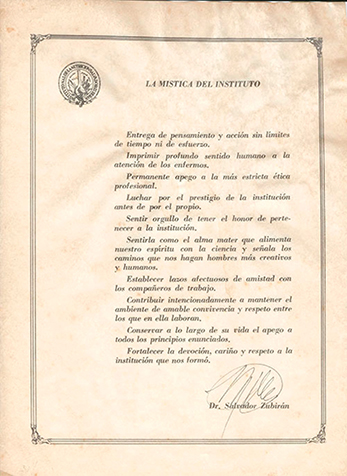 LA MISTICA DEL INSTITUTO
Entrega de pensamiento y acción sin limites
de tiempo ni de esfuerzo.
Imprimir profundo sentido humano a la
atención de los enfermos.
Permanente apego a la más estricta ética
profesional.
Luchar por el prestigio de la institución
antes de por el propio.
Sentir orgullo de tener el honor de perte-
necer a la institución.
Sentirla como el alma mater que alimenta
nuestro espíritu con la ciencia y señala los
caminos que nos hagan hombres más creativos
y humanos.
Establecer lazos afectuosos de amistad con
los compañeros de trabajo.
Contribuir intencionadamente a mantener el
ambiente de amable convivencia y respeto entre
los que en ella laboran.
Conservar a lo largo de su vida el apego a
todos los principios enunciados.
Fortalecer la devoción, cariño y respeto a la
institución que nos formó.
Dr. Salvador Zubirán